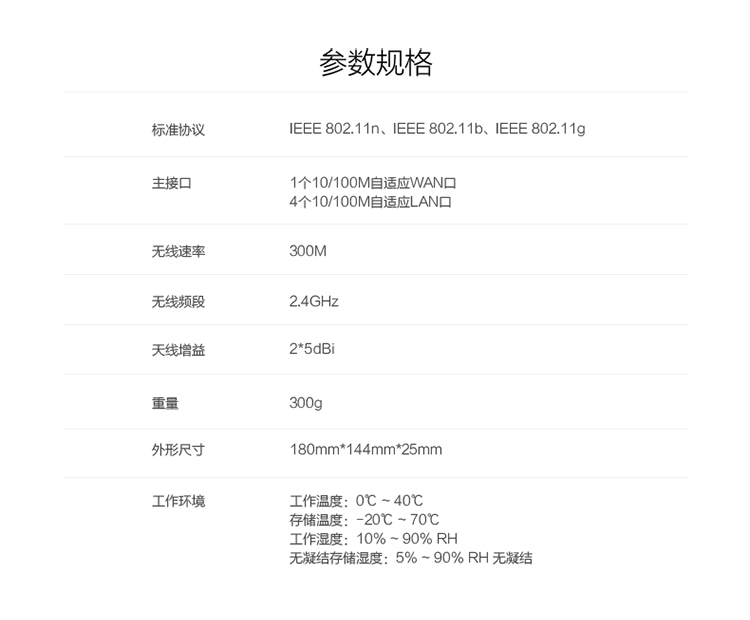 参数规格
标准协议 IEEE 802.11n、IEEE 802.11b、IEEE 802.11g
主接口 1个10/100M自适应WAN口
4个10/100M自适应LAN口
无线速率 300M
无线频段 2.4GHz
天线增益 2*5dBi
重量 300g
外形尺寸 180mm*144mm*25mm
工作环境 工作温度：0℃ ~ 40℃
存储温度：-20℃ ~ 70℃
工作湿度：10% ~ 90% RH
无凝结存储湿度：5% ~ 90% RH 无凝结